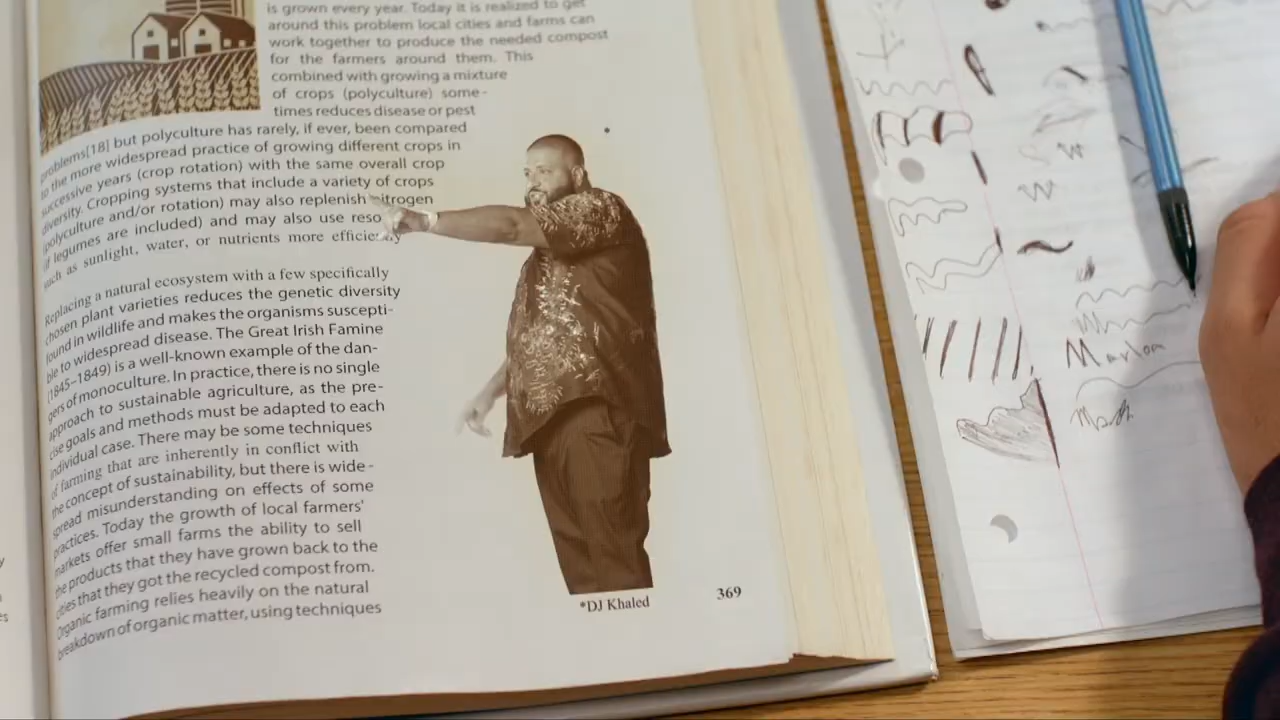 is grown every year. Today it is realized to get
around this problem local cities and farms can
work together to produce the needed compost
for the farmers around them. This
combined with growing a mixture
of crops (polyculture) some-
times reduces disease or pest
problems[18] but polyculture has rarely, if ever, been compared
to the more widespread practice of growing different crops in
successive years (crop rotation) with the same overall crop
diversity. Cropping systems that include a variety of crops
(polyculture and/or rotation) may also replenish nitrogen
(if legumes are included) and may also use reso
such as sunlight, water, or nutrients more efficiently
Replacing a natural ecosystem with a few specifically
chosen plant varieties reduces the genetic diversity
found in wildlife and makes the organisms suscepti-
ble to widespread disease. The Great Irish Famine
(1845–1849) is a well-known example of the dan-
gers of monoculture. In practice, there is no single
approach to sustainable agriculture, as the pre-
cise goals and methods must be adapted to each
individual case. There may be some techniques
of farming that are inherently in conflict with
the concept of sustainability, but there is wide-
spread misunderstanding on effects of some
practices. Today the growth of local farmers'
markets offer small farms the ability to sell
the products that they have grown back to the
cities that they got the recycled compost from.
Organic farming relies heavily on the natural
breakdown of organic matter, using techniques
*
*DJ Khaled
369
Marlon